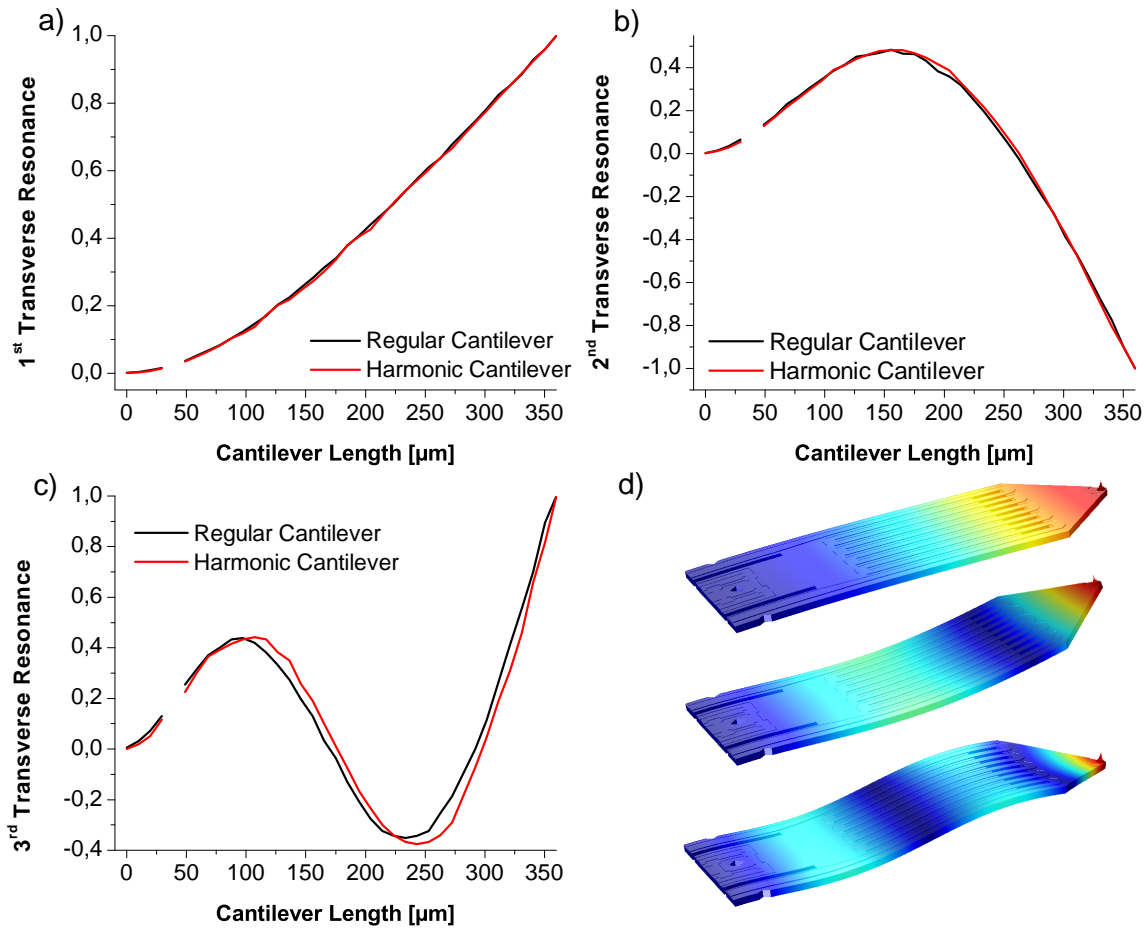 a)
1,0
0,8
0,6
0,4
0,2
0,0
1st Transverse Resonance
Regular Cantilever
Harmonic Cantilever
0 50 100 150 200 250 300 350
Cantilever Length [µm]
b)
0,4
0,2
0,0
-0,2
-0,4
-0,6
-0,8
-1,0
2nd Transverse Resonance
Regular Cantilever
Harmonic Cantilever
0 50 100 150 200 250 300 350
Cantilever Length [µm]
c)
1,0
0,8
0,6
0,4
0,2
0,0
-0,2
-0,4
3rd Transverse Resonance
Regular Cantilever
Harmonic Cantilever
0 50 100 150 200 250 300 350
Cantilever Length [µm]
d)